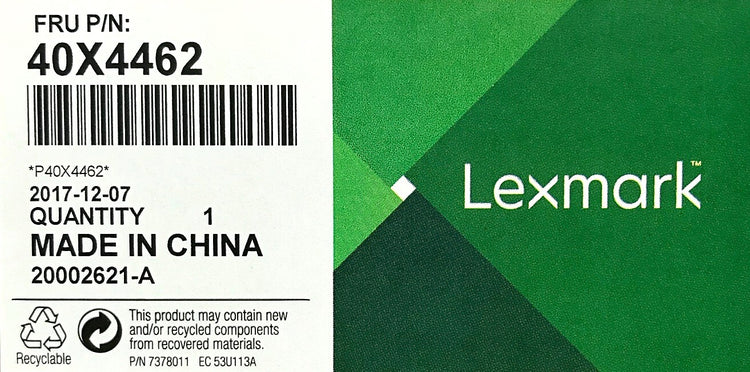 FRU P/N:
40X4462
*P40X4462*
2017-12-07
QUANTITY 1
MADE IN CHINA
20002621-A
Recyclable
This product may contain new
and/or recycled components
from recovered materials.
P/N 7378011 EC 53U113A
Lexmark™